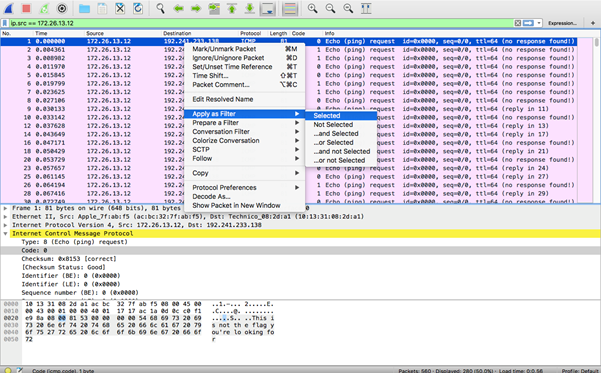 ip.src == 172.26.13.12
Expression...
No. Time Source Destination Protocol Length Code Info
1 0.000000 172.26.13.12 192.241.233.138 ICMP 81 0 Echo (ping) request id=0x0000, seq=0/0, ttl=64 (no response found!)
2 0.004361 172.26.13.12 0 Echo (ping) request id=0x0000, seq=0/0, ttl=64 (no response found!)
3 0.008982 172.26.13.12 0 Echo (ping) request id=0x0000, seq=0/0, ttl=64 (no response found!)
4 0.011970 172.26.13.12 0 Echo (ping) request id=0x0000, seq=0/0, ttl=64 (no response found!)
5 0.015845 172.26.13.12 0 Echo (ping) request id=0x0000, seq=0/0, ttl=64 (no response found!)
6 0.019799 172.26.13.12 0 Echo (ping) request id=0x0000, seq=0/0, ttl=64 (no response found!)
7 0.023625 172.26.13.12 0 Echo (ping) request id=0x0000, seq=0/0, ttl=64 (no response found!)
8 0.027106 172.26.13.12 0 Echo (ping) request id=0x0000, seq=0/0, ttl=64 (no response found!)
9 0.030133 172.26.13.12 0 Echo (ping) request id=0x0000, seq=0/0, ttl=64 (reply in 11)
10 0.033142 172.26.13.12
12 0.037628 172.26.13.12 ttl=64 (reply in 13)
14 0.043649 172.26.13.12 ttl=64 (reply in 17)
16 0.047171 172.26.13.12 ttl=64 (no response found!)
18 0.050429 172.26.13.12 ttl=64 (reply in 21)
20 0.053729 172.26.13.12 ttl=64 (no response found!)
23 0.057657 172.26.13.12 ttl=64 (reply in 24)
25 0.061145 172.26.13.12 0 Echo (ping) request id=0x0000, seq=0/0, ttl=64 (reply in 27)
26 0.064194 172.26.13.12 0 Echo (ping) request id=0x0000, seq=0/0, ttl=64 (no response found!)
28 0.067416 172.26.13.12 0 Echo (ping) request id=0x0000, seq=0/0, ttl=64 (reply in 29)
30 0.072749 172.26.13.12
Mark/Unmark Packet ⌘M
Ignore/Unignore Packet ⌘D
Set/Unset Time Reference ⌘T
Time Shift... ⇧⌘T
Packet Comment... ⌥⌘C
Edit Resolved Name
Apply as Filter
Prepare a Filter
Conversation Filter
Colorize Conversation
SCTP
Follow
Copy
Protocol Preferences
Decode As...
Show Packet in New Window
Selected
Not Selected
...and Selected
...or Selected
...and not Selected
...or not Selected
Frame 1: 81 bytes on wire (648 bits), 81 bytes
Ethernet II, Src: Apple_7f:ab:f5 (ac:bc:32:7f:ab:f5), Dst: Technico_08:2d:a1 (10:13:31:08:2d:a1)
Internet Protocol Version 4, Src: 172.26.13.12, Dst: 192.241.233.138
Internet Control Message Protocol
Type: 8 (Echo (ping) request)
Code: 0
Checksum: 0x8153 [correct]
[Checksum Status: Good]
Identifier (BE): 0 (0x0000)
Identifier (LE): 0 (0x0000)
Sequence number (BE): 0 (0x0000)
0000 10 13 31 08 2d a1 ac bc 32 7f ab f5 08 00 45 00 ..1.-... 2.....E.
0010 00 43 00 01 00 00 40 01 17 17 ac 1a 0d 0c c0 f1 .C....@. ........
0020 e9 8a 08 00 81 53 00 00 00 00 54 68 69 73 20 69 .....S.. ..This i
0030 73 20 6e 6f 74 20 74 68 65 20 66 6c 61 67 20 79 s not th e flag y
0040 6f 75 27 72 65 20 6c 6f 6f 6b 69 6e 67 20 66 6f ou're lo oking fo
0050 72 r
Code (icmp.code), 1 byte
Packets: 560 · Displayed: 280 (50.0%) · Load time: 0:0.56
Profile: Default